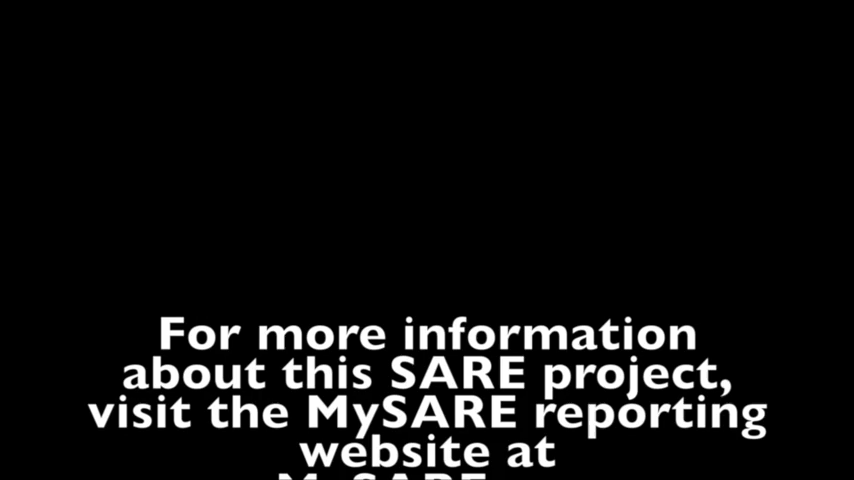 For more information
about this SARE project,
visit the MySARE reporting
website at